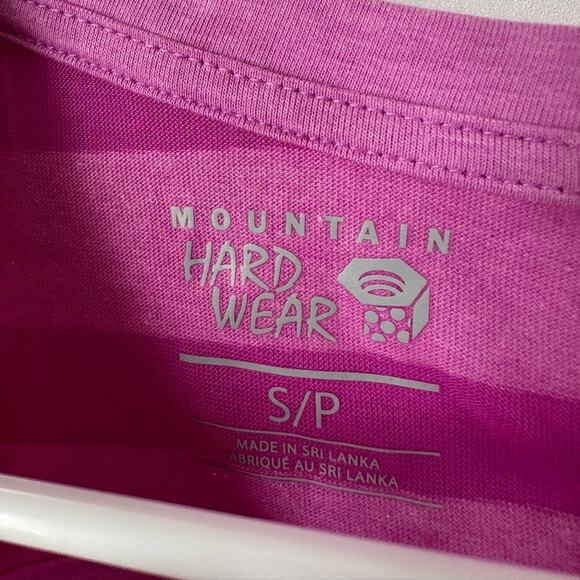 MOUNTAIN
HARD
WEAR
S/P
MADE IN SRI LANKA
FABRIQUÉ AU SRI LANKA